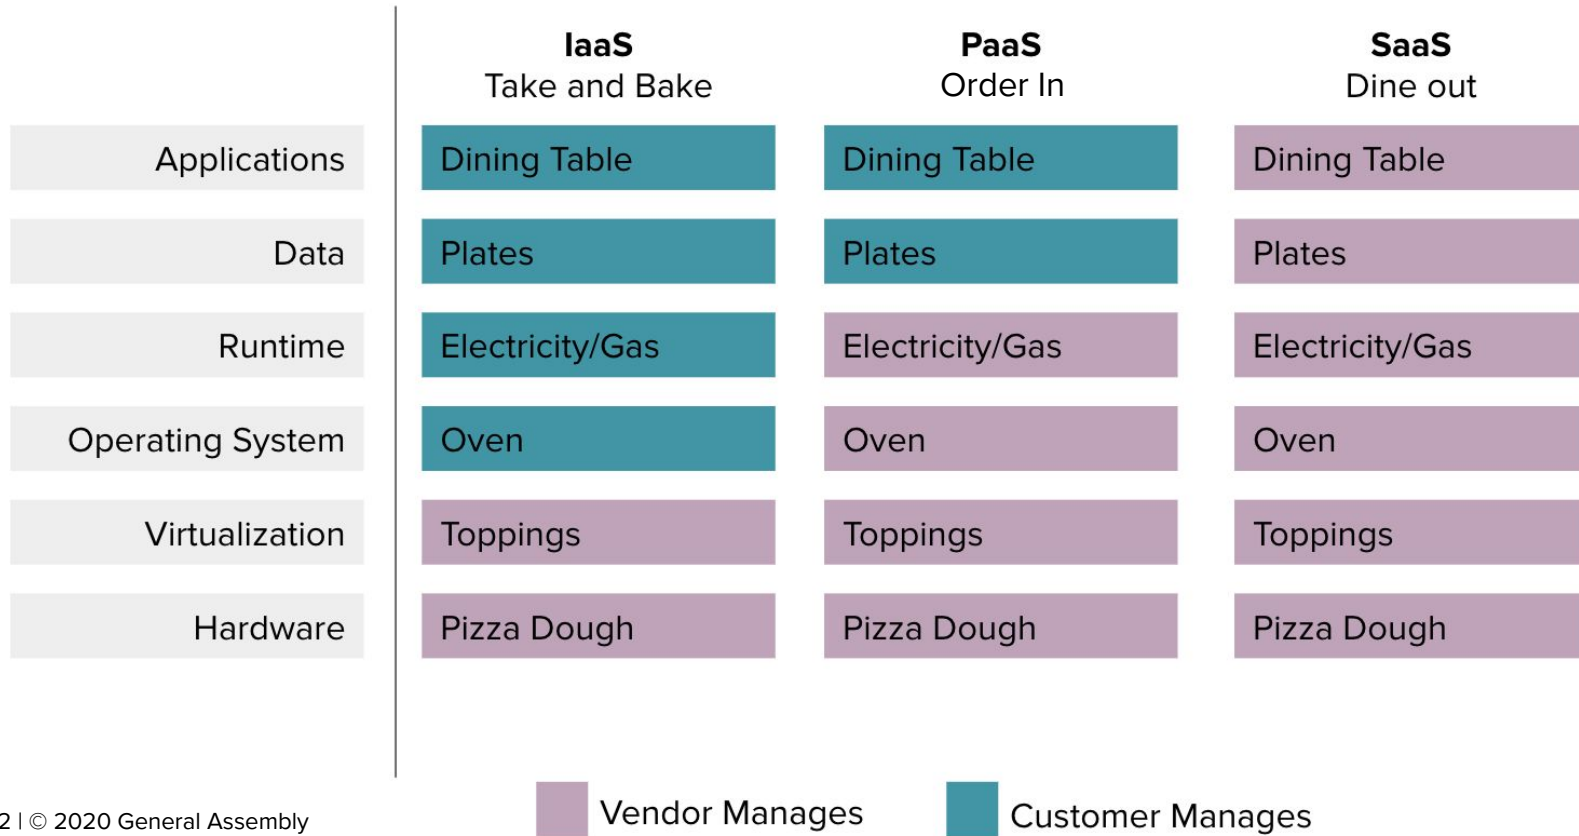 IaaS PaaS SaaS
Take and Bake Order In Dine out
Applications Dining Table Dining Table Dining Table
Data Plates Plates Plates
Runtime Electricity/Gas Electricity/Gas Electricity/Gas
Operating System Oven Oven Oven
Virtualization Toppings Toppings Toppings
Hardware Pizza Dough Pizza Dough Pizza Dough
Vendor Manages Customer Manages
2 | © 2020 General Assembly